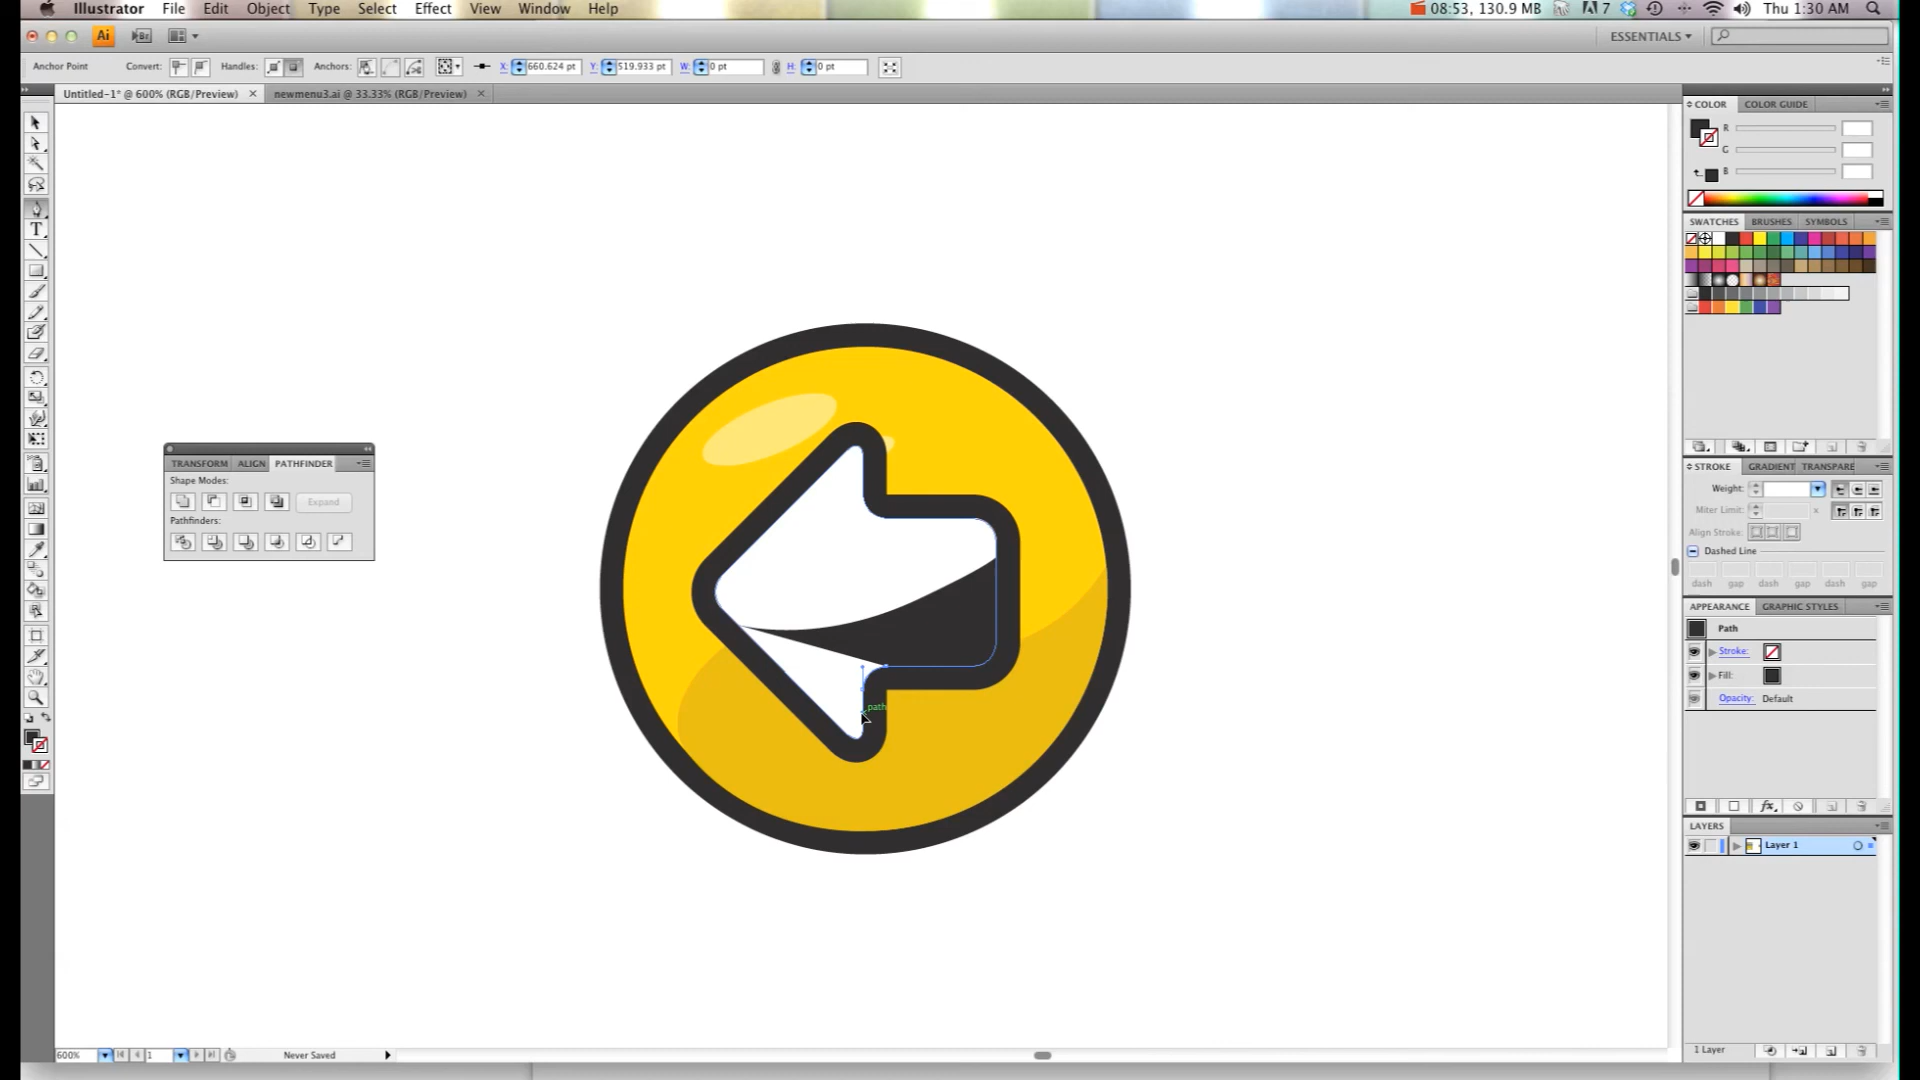 Illustrator File Edit Object Type Select Effect View Window Help 08:53, 130.9 MB 7 Thu 1:30 AM
Ai Br ESSENTIALS
Anchor Point Convert: Handles: Anchors: X: 660.624 pt Y: 519.933 pt W: 0 pt H: 0 pt
Untitled-1* @ 600% (RGB/Preview) newmenu3.ai @ 33.33% (RGB/Preview)
COLOR COLOR GUIDE
R
G
B
SWATCHES BRUSHES SYMBOLS
TRANSFORM ALIGN PATHFINDER
Shape Modes:
Expand
Pathfinders:
STROKE GRADIENT TRANSPARE
Weight:
Miter Limit: x
Align Stroke:
Dashed Line
dash gap dash gap dash gap
APPEARANCE GRAPHIC STYLES
Path
Stroke:
Fill:
Opacity: Default
path
LAYERS
Layer 1
1 Layer
600% 1 Never Saved